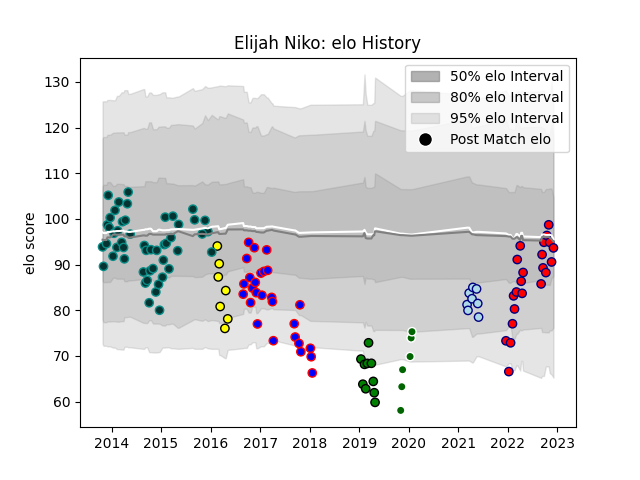 Elijah Niko: elo History
130
120
110
100
90
80
70
60
elo score
50% elo Interval
80% elo Interval
95% elo Interval
Post Match elo
2014 2015 2016 2017 2018 2019 2020 2021 2022 2023